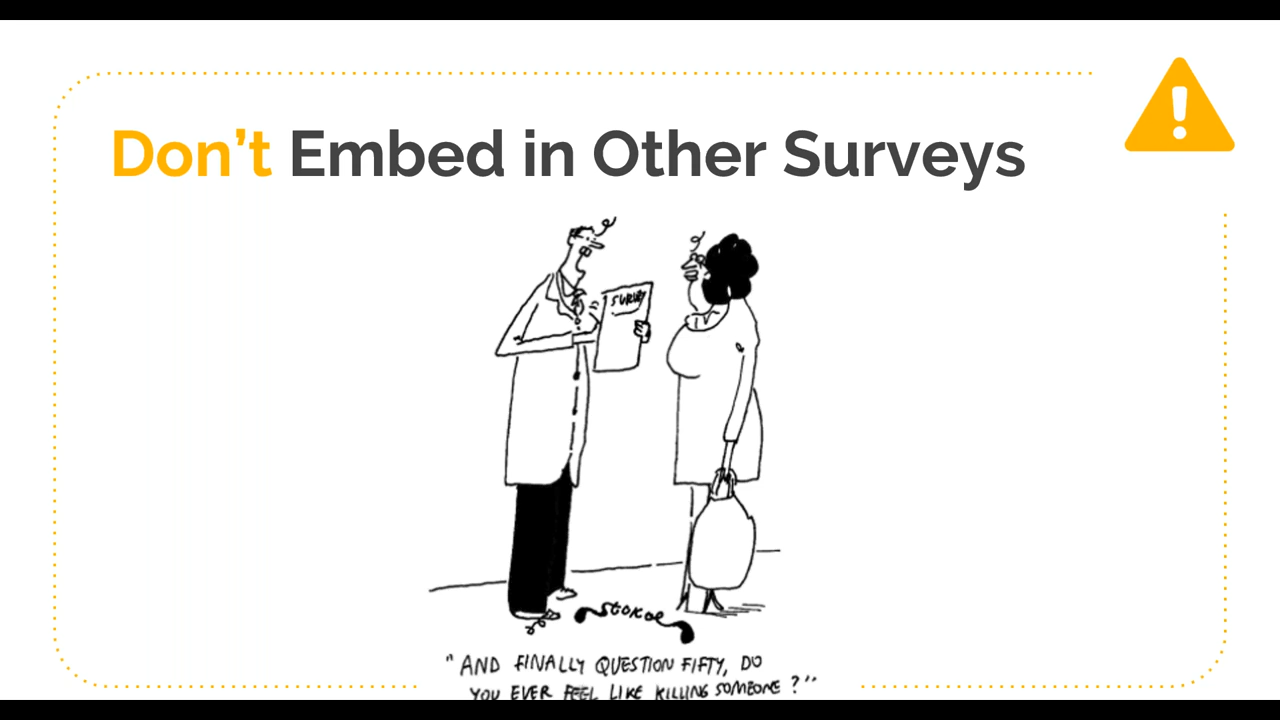 Don't Embed in Other Surveys
SURVEY
Stokoe
"AND FINALLY QUESTION FIFTY, DO
YOU EVER FEEL LIKE KILLING SOMEONE?"